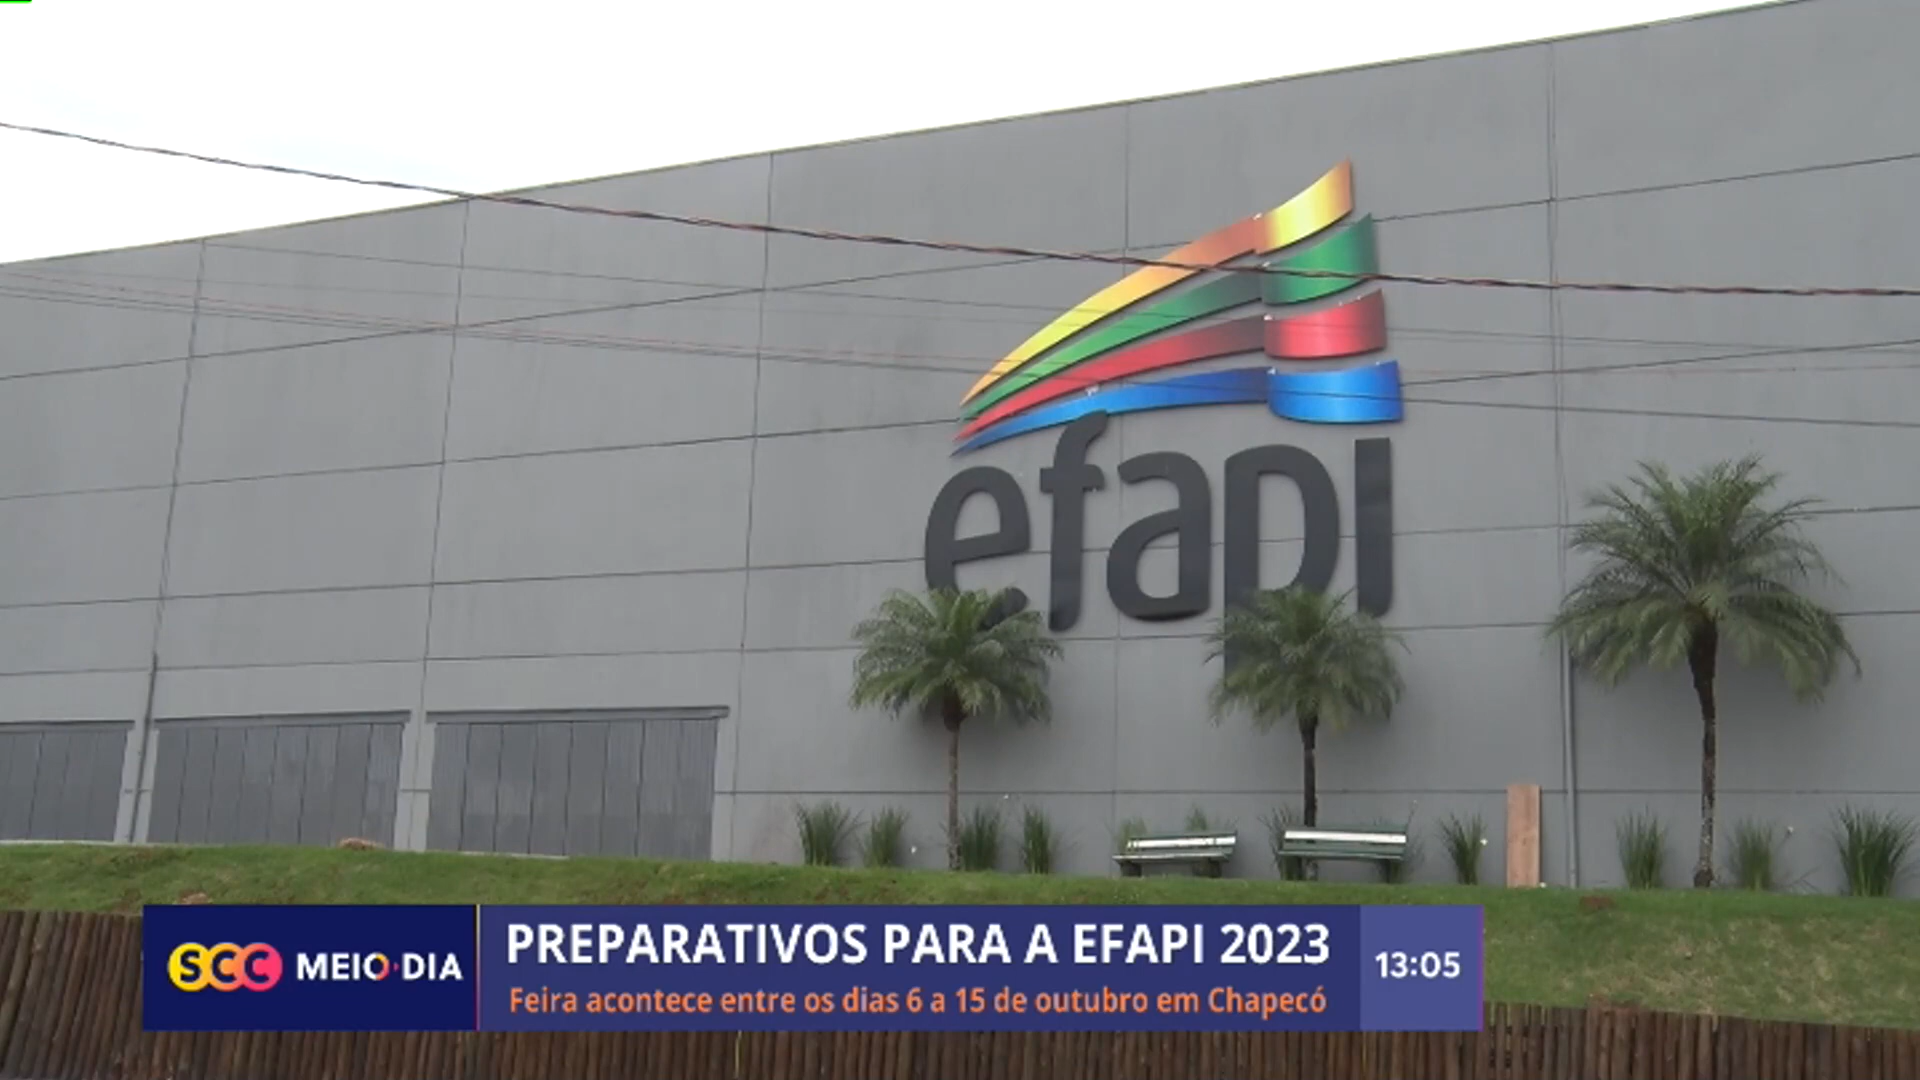 efapi
SCC MEIO-DIA
PREPARATIVOS PARA A EFAPI 2023
Feira acontece entre os dias 6 a 15 de outubro em Chapecó
13:05